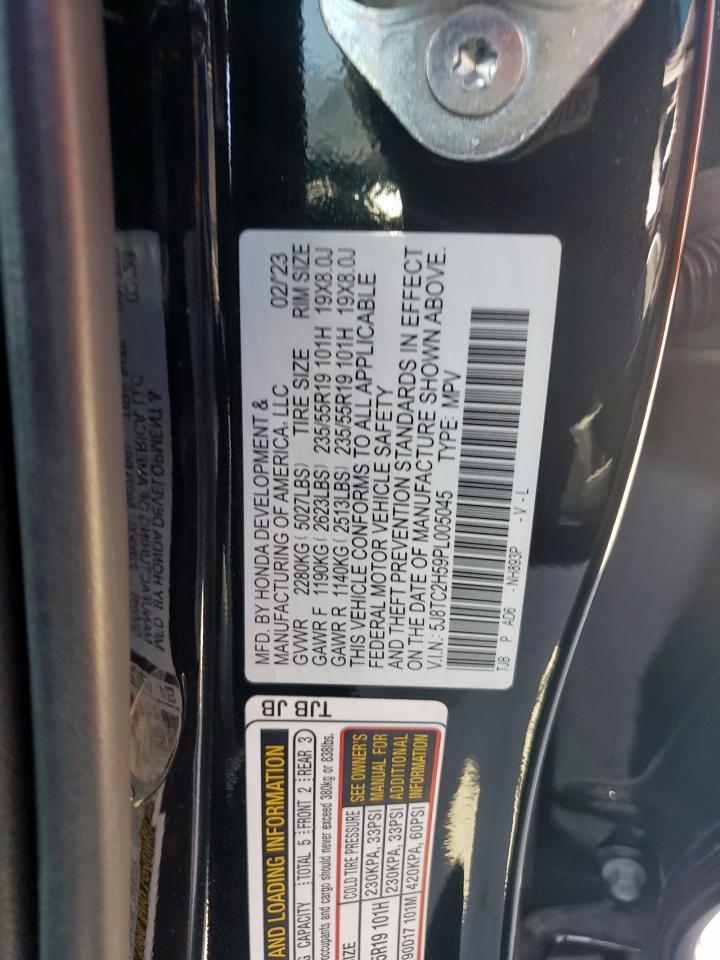 MFD. BY HONDA DEVELOPMENT &
MANUFACTURING OF AMERICA, LLC 02/23
GVWR 2280KG ( 5027LBS) TIRE SIZE RIM SIZE
GAWR F 1190KG ( 2623LBS) 235/55R19 101H 19X8.0J
GAWR R 1140KG ( 2513LBS) 235/55R19 101H 19X8.0J
THIS VEHICLE CONFORMS TO ALL APPLICABLE
FEDERAL MOTOR VEHICLE SAFETY
AND THEFT PREVENTION STANDARDS IN EFFECT
ON THE DATE OF MANUFACTURE SHOWN ABOVE.
V.I.N.: 5J8TC2H59PL005045 TYPE: MPV
TJB P AD6 -NH893P -V-L
TJB JB
AND LOADING INFORMATION
CAPACITY TOTAL 5 FRONT 2 REAR 3
occupants and cargo should never exceed 380kg or 838lbs.
COLD TIRE PRESSURE SEE OWNER'S
5R19 101H 230KPA, 33PSI MANUAL FOR
230KPA, 33PSI ADDITIONAL
90D17 101M 420KPA, 60PSI INFORMATION